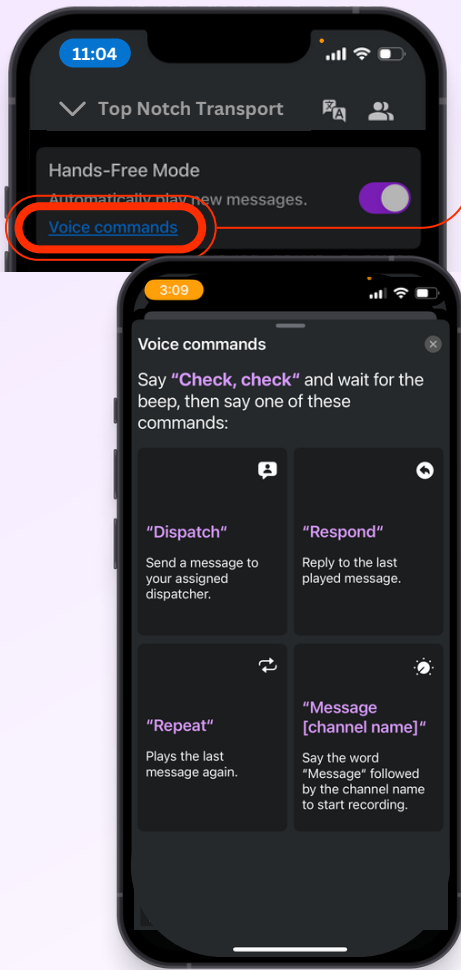 11:04
Top Notch Transport
Hands-Free Mode
Automatically play new messages.
Voice commands
3:09
Voice commands
Say “Check, check“ and wait for the
beep, then say one of these
commands:
“Dispatch“
Send a message to
your assigned
dispatcher.
“Respond“
Reply to the last
played message.
“Repeat“
Plays the last
message again.
“Message
[channel name]“
Say the word
“Message“ followed
by the channel name
to start recording.